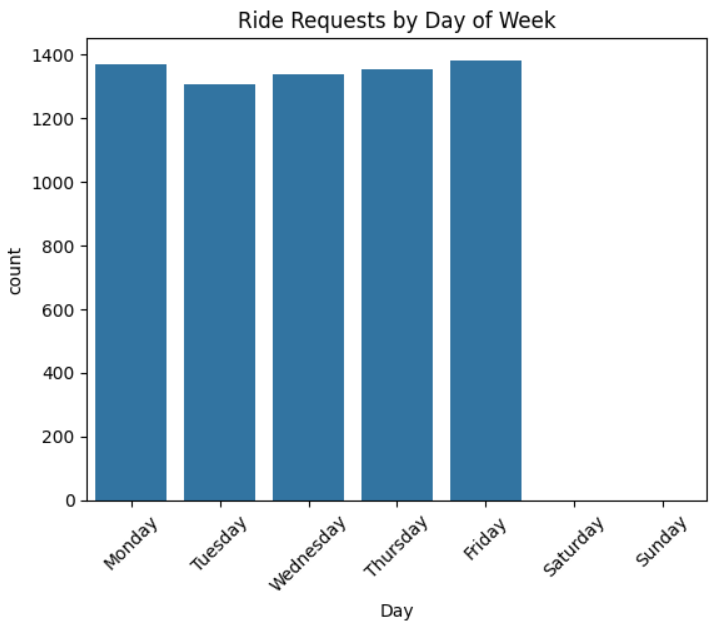 Ride Requests by Day of Week
1400
1200
1000
800
600
400
200
0
count
Monday
Tuesday
Wednesday
Thursday
Friday
Saturday
Sunday
Day